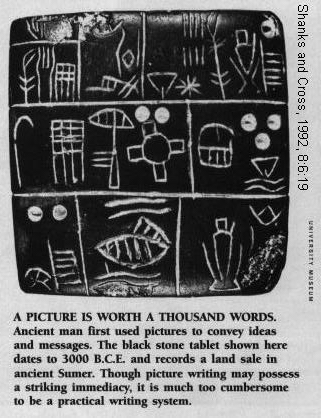 Shanks and Cross, 1992, 8:6:19
UNIVERSITY MUSEUM
A PICTURE IS WORTH A THOUSAND WORDS.
Ancient man first used pictures to convey ideas
and messages. The black stone tablet shown here
dates to 3000 B.C.E. and records a land sale in
ancient Sumer. Though picture writing may possess
a striking immediacy, it is much too cumbersome
to be a practical writing system.